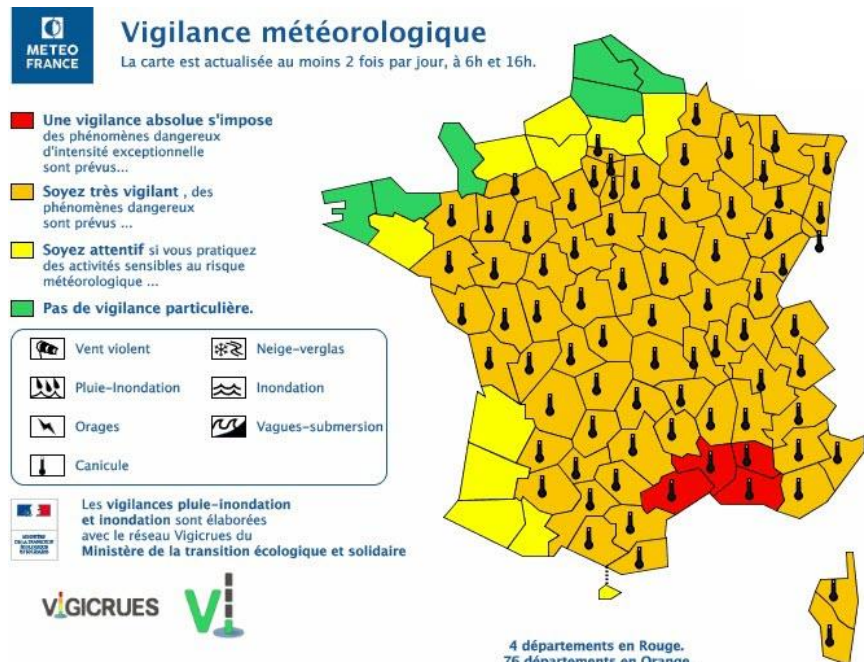 METEO
FRANCE
Vigilance météorologique
La carte est actualisée au moins 2 fois par jour, à 6h et 16h.
Une vigilance absolue s'impose
des phénomènes dangereux
d'intensité exceptionnelle
sont prévus...
Soyez très vigilant , des
phénomènes dangereux
sont prévus ...
Soyez attentif si vous pratiquez
des activités sensibles au risque
météorologique ...
Pas de vigilance particulière.
Vent violent
Neige-verglas
Pluie-Inondation
Inondation
Orages
Vagues-submersion
Canicule
Les vigilances pluie-inondation
et inondation sont élaborées
avec le réseau Vigicrues du
Ministère de la transition écologique et solidaire
VIGICRUES
4 départements en Rouge.
76 départements en Orange